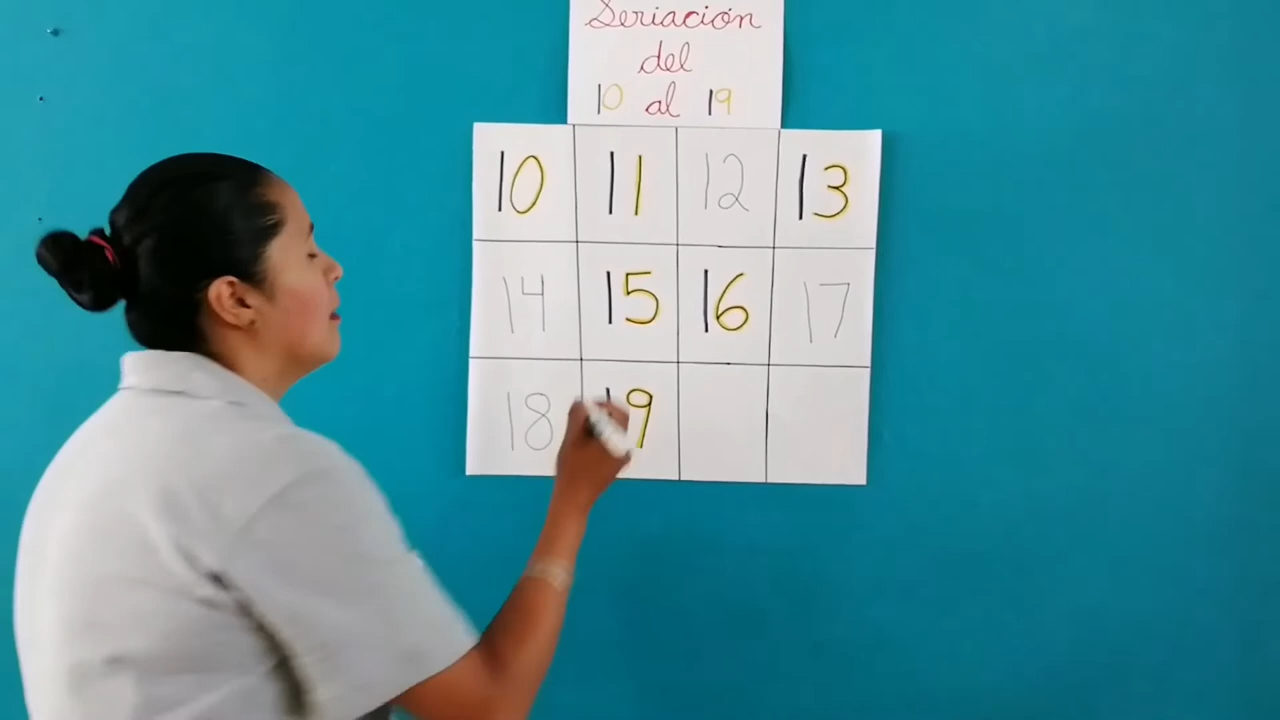 Seriación
del
10 al 19
10 11 12 13
14 15 16 17
18 19